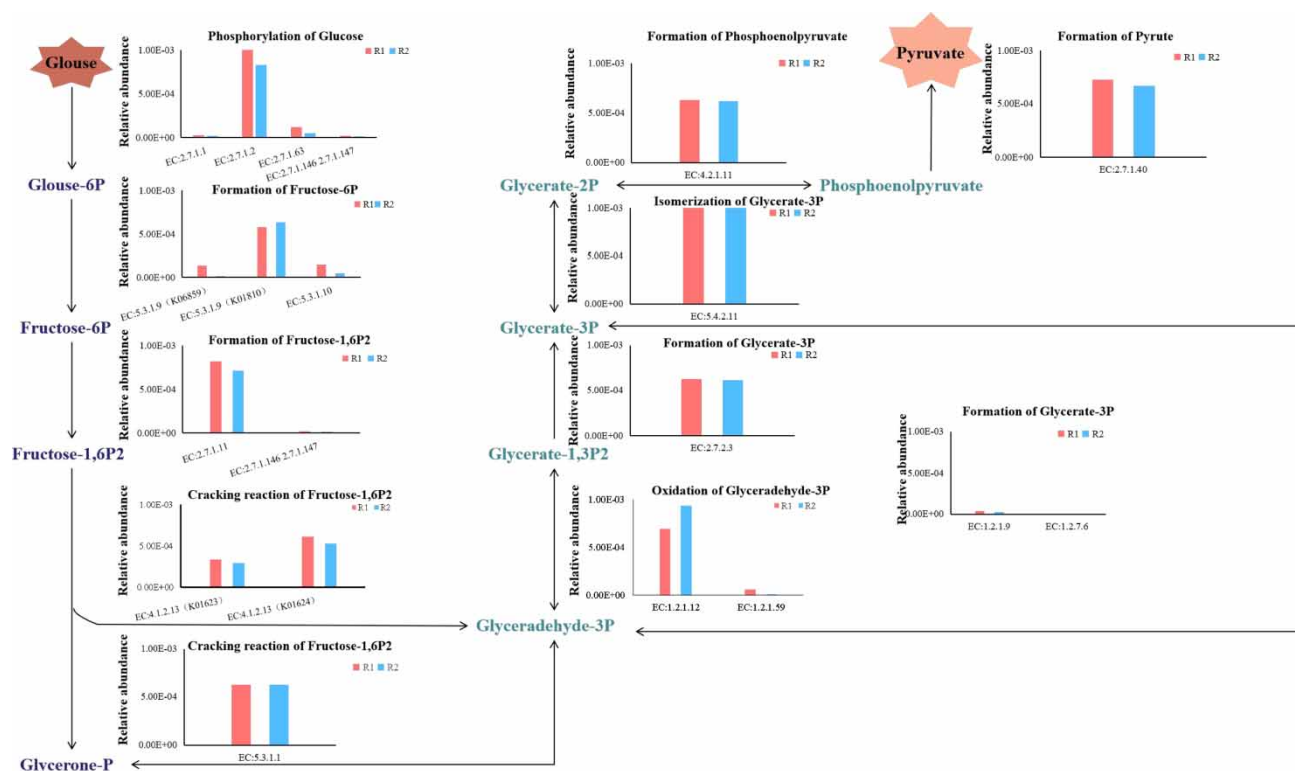 Glouse
Phosphorylation of Glucose
R1 R2
Relative abundance
1.00E-03
5.00E-04
0.00E+00
EC:2.7.1.1
EC:2.7.1.2
EC:2.7.1.63
EC:2.7.1.146 2.7.1.147
Formation of Phosphoenolpyruvate
R1 R2
Relative abundance
1.00E-03
5.00E-04
0.00E+00
EC:4.2.1.11
Pyruvate
Formation of Pyrute
R1 R2
Relative abundance
1.00E-03
5.00E-04
0.00E+00
EC:2.7.1.40
Glouse-6P
Glycerate-2P
Phosphoenolpyruvate
Formation of Fructose-6P
R1 R2
Relative abundance
1.00E-03
5.00E-04
0.00E+00
EC:5.3.1.9（K06859）
EC:5.3.1.9（K01810）
EC:5.3.1.10
Isomerization of Glycerate-3P
R1 R2
Relative abundance
1.00E-03
5.00E-04
0.00E+00
EC:5.4.2.11
Fructose-6P
Glycerate-3P
Formation of Fructose-1,6P2
R1 R2
Relative abundance
1.00E-03
5.00E-04
0.00E+00
EC:2.7.1.11
EC:2.7.1.146 2.7.1.147
Formation of Glycerate-3P
R1 R2
Relative abundance
1.00E-03
5.00E-04
0.00E+00
EC:2.7.2.3
Formation of Glycerate-3P
R1 R2
Relative abundance
1.00E-03
5.00E-04
0.00E+00
EC:1.2.1.9
EC:1.2.7.6
Fructose-1,6P2
Glycerate-1,3P2
Cracking reaction of Fructose-1,6P2
R1 R2
Relative abundance
1.00E-03
5.00E-04
0.00E+00
EC:4.1.2.13（K01623）
EC:4.1.2.13（K01624）
Oxidation of Glyceradehyde-3P
R1 R2
Relative abundance
1.00E-03
5.00E-04
0.00E+00
EC:1.2.1.12
EC:1.2.1.59
Glyceradehyde-3P
Cracking reaction of Fructose-1,6P2
R1 R2
Relative abundance
1.00E-03
5.00E-04
0.00E+00
EC:5.3.1.1
Glycerone-P